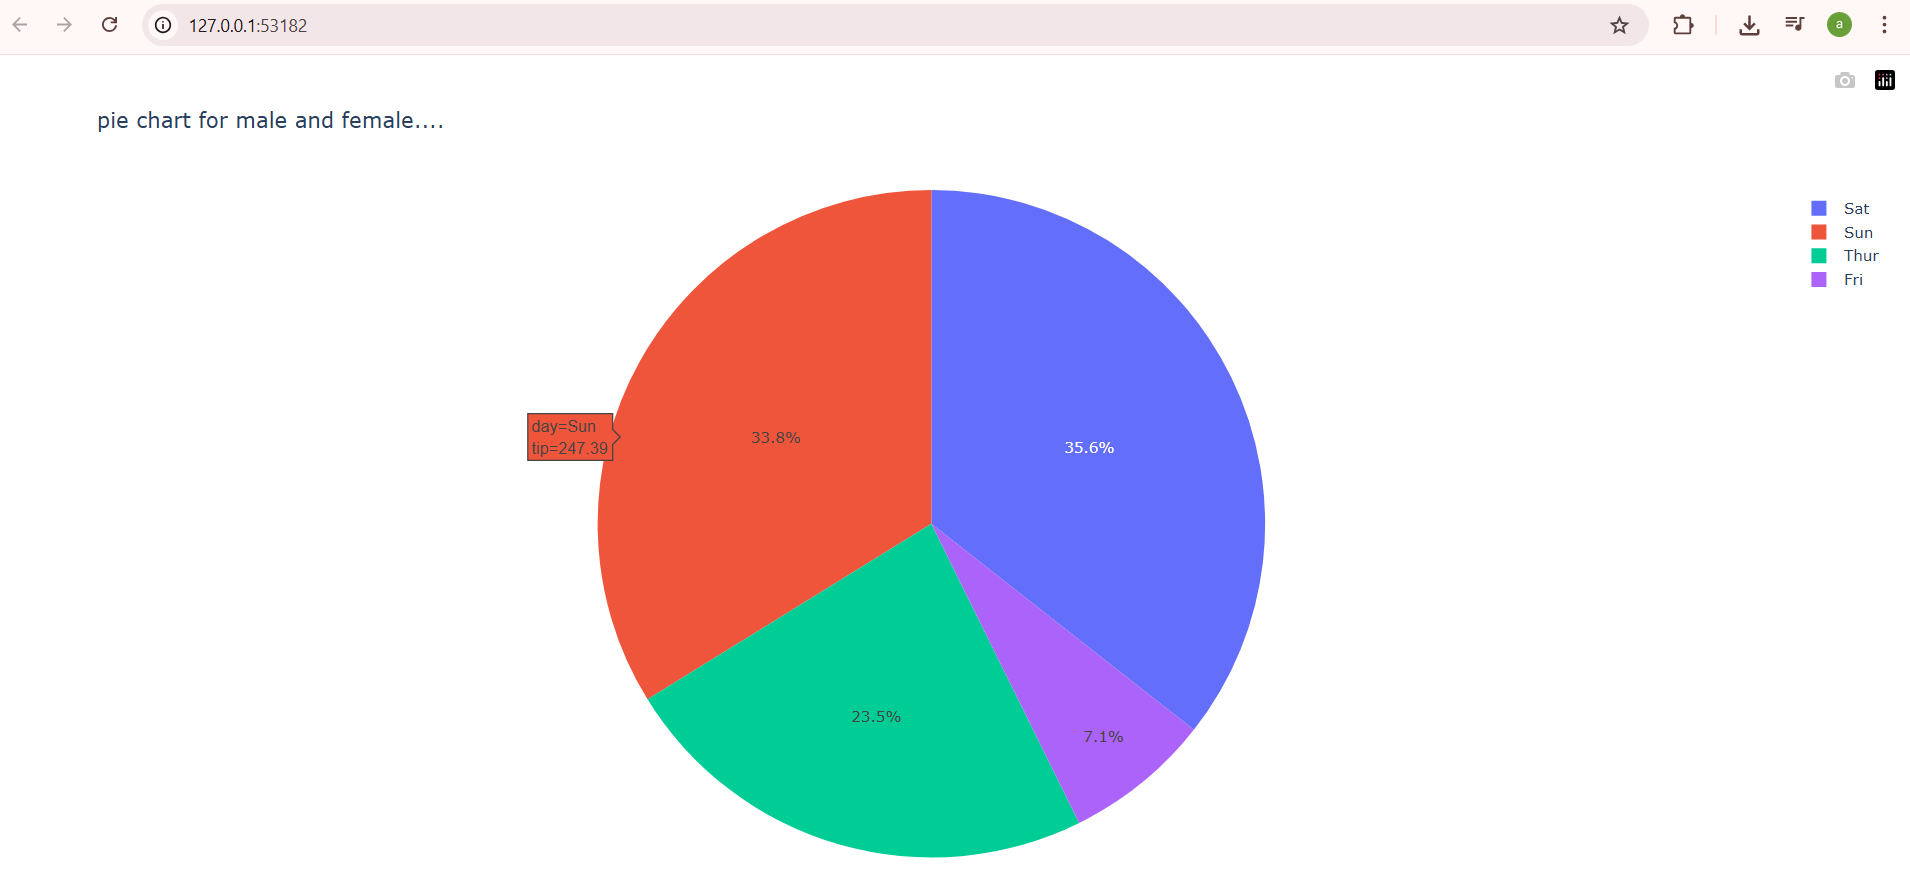 127.0.0.1:53182
a
pie chart for male and female....
Sat
Sun
Thur
Fri
day=Sun
tip=247.39
33.8%
35.6%
23.5%
7.1%